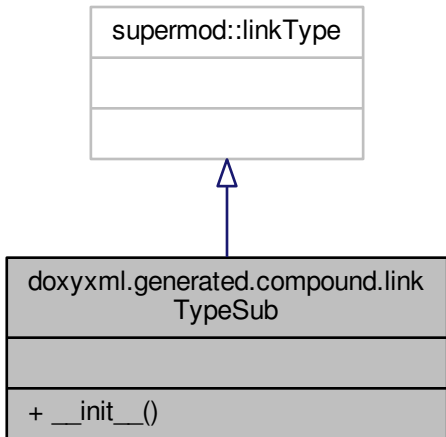 supermod::linkType
doxyxml.generated.compound.link
TypeSub
+ __init__()